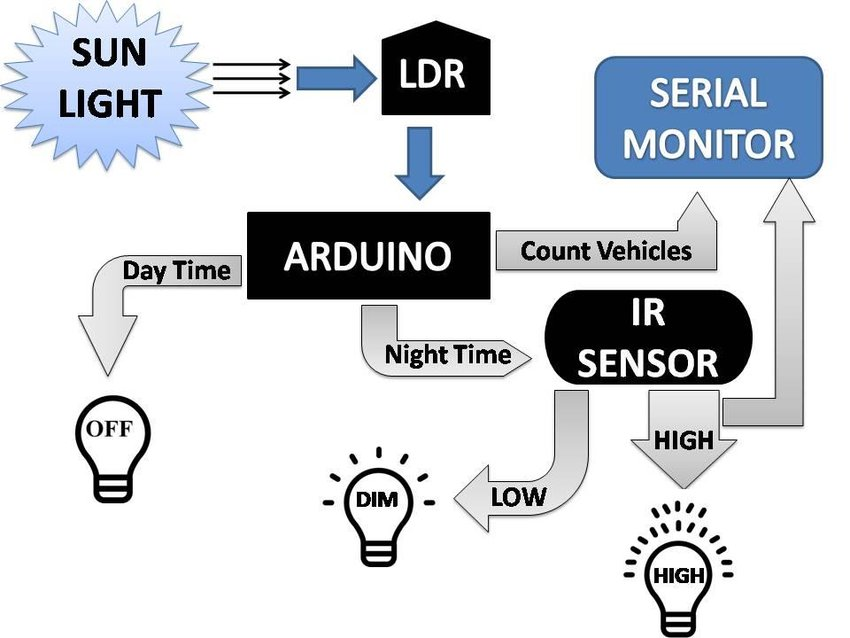 SUN
LIGHT
LDR
SERIAL
MONITOR
ARDUINO
Count Vehicles
Day Time
IR
SENSOR
Night Time
OFF
HIGH
DIM
LOW
HIGH